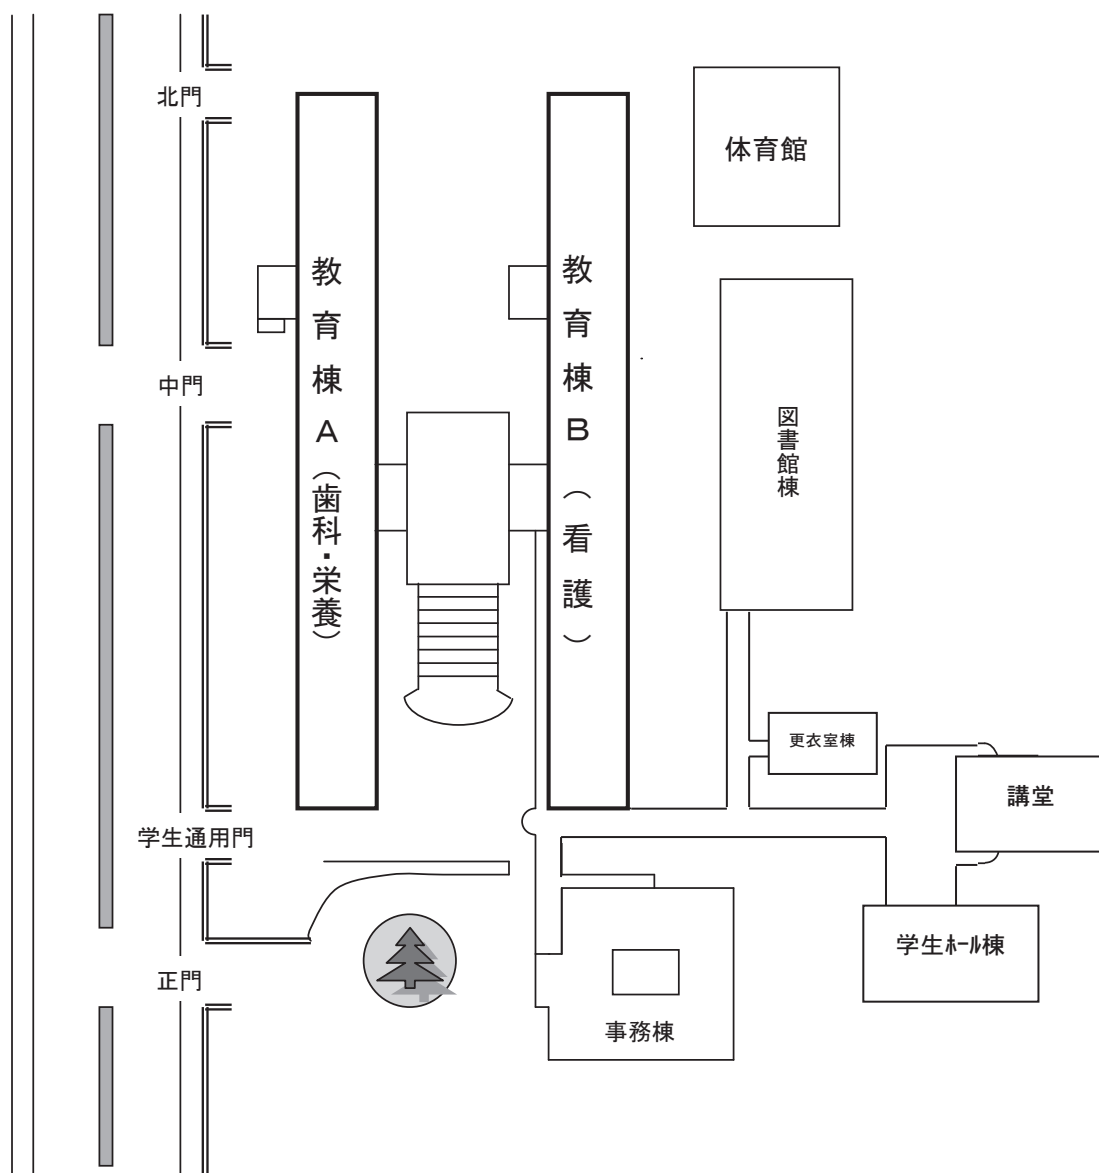 北門
体育館
教育棟A(歯科・栄養)
教育棟B(看護)
中門
図書館棟
更衣室棟
講堂
学生通用門
学生ﾎｰﾙ棟
正門
事務棟